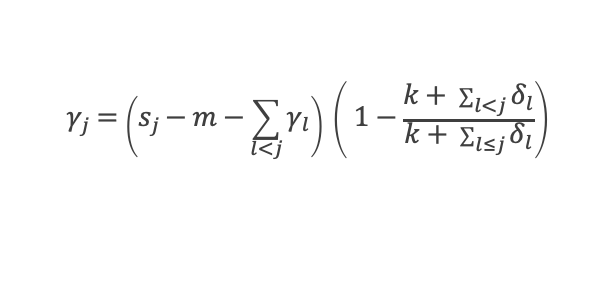 γ_j = (s_j − m − ∑_{l<j} γ_l) (1 − (k + ∑_{l<j} δ_l)/(k + ∑_{l≤j} δ_l))